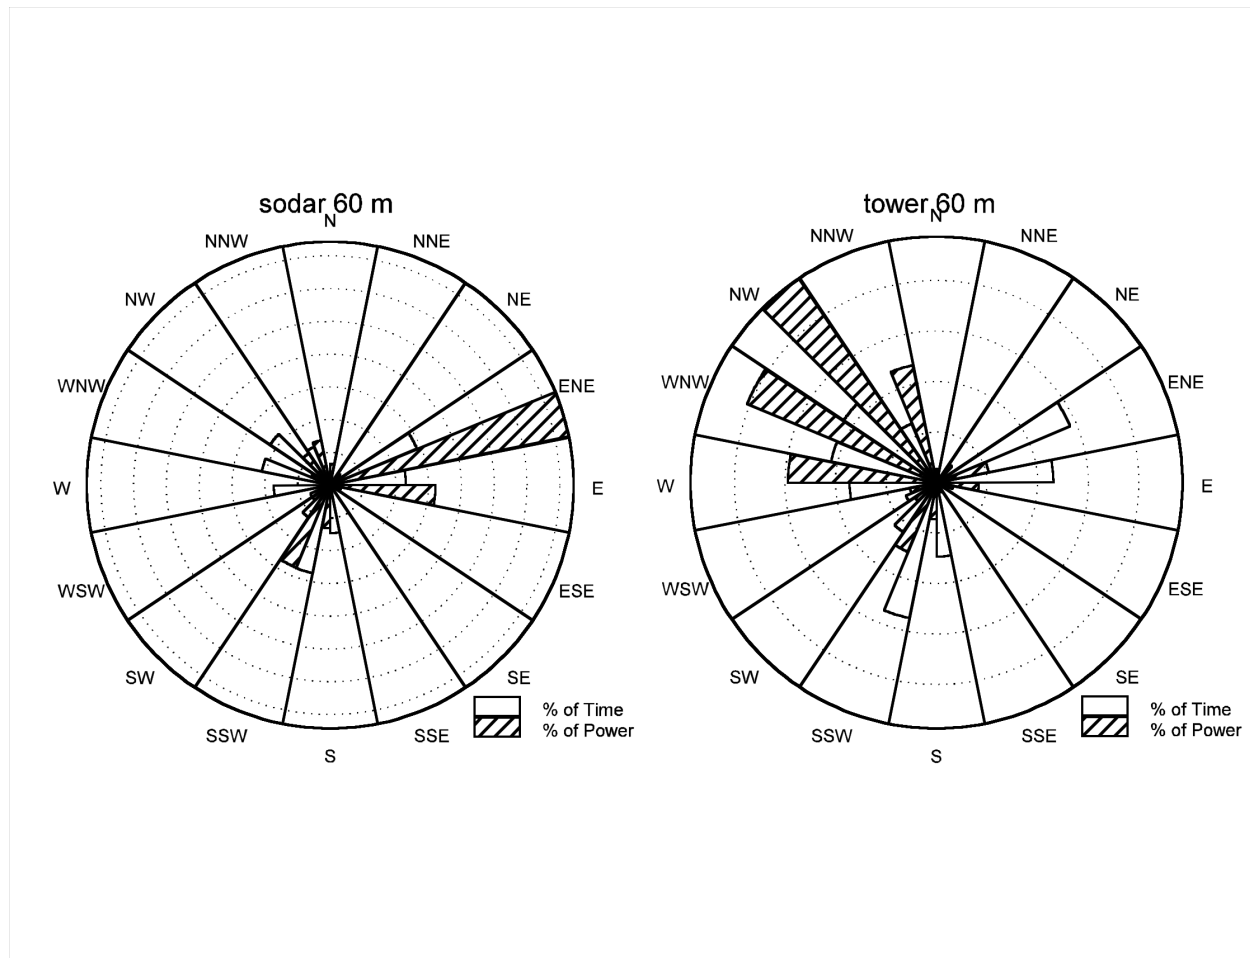 sodar 60 m
N
NNW
NNE
NW
NE
WNW
ENE
W
E
WSW
ESE
SW
SE
SSW
SSE
S
% of Time
% of Power
tower 60 m
N
NNW
NNE
NW
NE
WNW
ENE
W
E
WSW
ESE
SW
SE
SSW
SSE
S
% of Time
% of Power